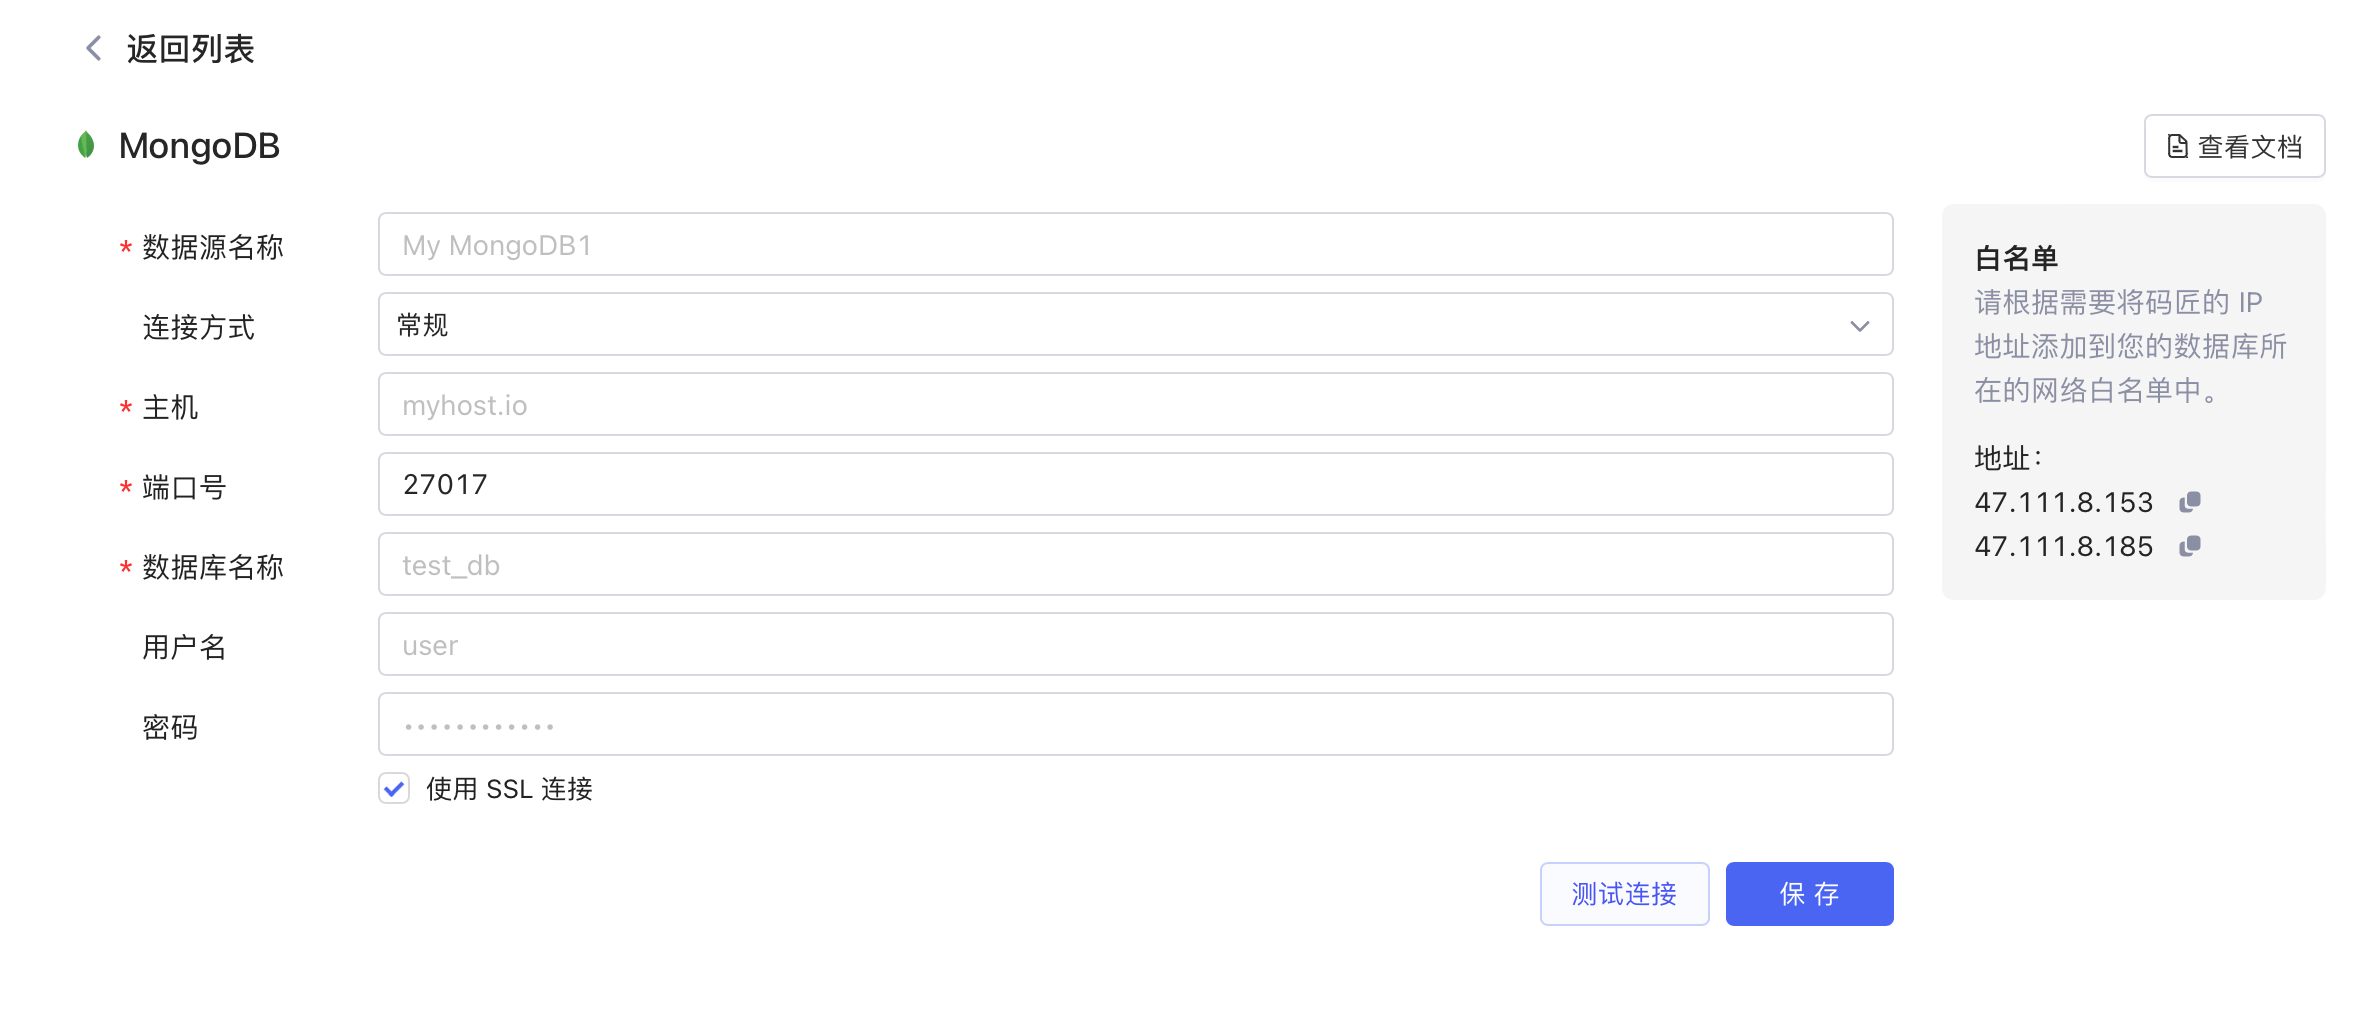 返回列表
MongoDB
查看文档
* 数据源名称
My MongoDB1
连接方式
常规
* 主机
myhost.io
* 端口号
27017
* 数据库名称
test_db
用户名
user
密码
••••••••••••
使用 SSL 连接
测试连接
保 存
白名单
请根据需要将码匠的 IP
地址添加到您的数据库所
在的网络白名单中。
地址：
47.111.8.153
47.111.8.185